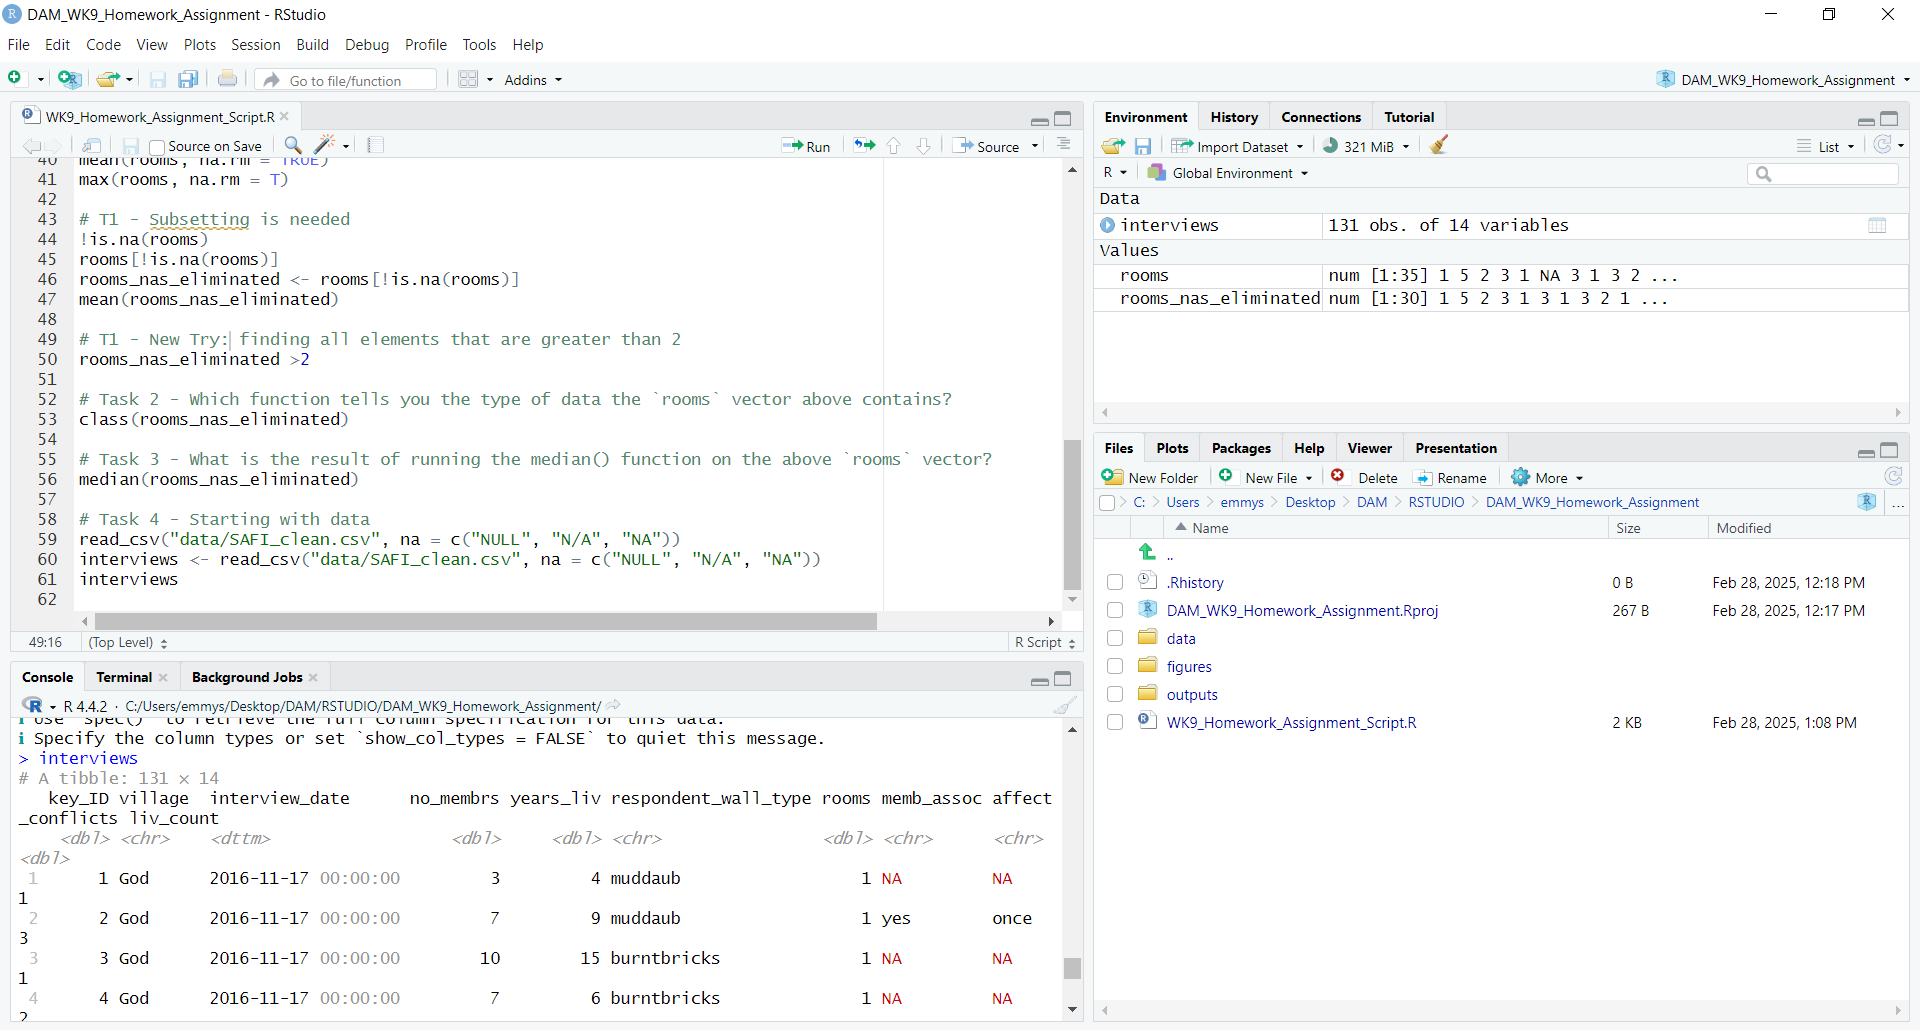 DAM_WK9_Homework_Assignment - RStudio
File Edit Code View Plots Session Build Debug Profile Tools Help
Go to file/function Addins DAM_WK9_Homework_Assignment
WK9_Homework_Assignment_Script.R
Source on Save Run Source
40 mean(rooms, na.rm = TRUE)
41 max(rooms, na.rm = T)
42
43 # T1 - Subsetting is needed
44 !is.na(rooms)
45 rooms[!is.na(rooms)]
46 rooms_nas_eliminated <- rooms[!is.na(rooms)]
47 mean(rooms_nas_eliminated)
48
49 # T1 - New Try: finding all elements that are greater than 2
50 rooms_nas_eliminated >2
51
52 # Task 2 - Which function tells you the type of data the `rooms` vector above contains?
53 class(rooms_nas_eliminated)
54
55 # Task 3 - What is the result of running the median() function on the above `rooms` vector?
56 median(rooms_nas_eliminated)
57
58 # Task 4 - Starting with data
59 read_csv("data/SAFI_clean.csv", na = c("NULL", "N/A", "NA"))
60 interviews <- read_csv("data/SAFI_clean.csv", na = c("NULL", "N/A", "NA"))
61 interviews
62
49:16 (Top Level) R Script
Console Terminal Background Jobs
R 4.4.2 · C:/Users/emmys/Desktop/DAM/RSTUDIO/DAM_WK9_Homework_Assignment/
ℹ Use `spec()` to retrieve the full column specification for this data.
ℹ Specify the column types or set `show_col_types = FALSE` to quiet this message.
> interviews
# A tibble: 131 × 14
key_ID village interview_date no_membrs years_liv respondent_wall_type rooms memb_assoc affect
_conflicts liv_count
<dbl> <chr> <dttm> <dbl> <dbl> <chr> <dbl> <chr> <chr>
<dbl>
1 1 God 2016-11-17 00:00:00 3 4 muddaub 1 NA NA
1
2 2 God 2016-11-17 00:00:00 7 9 muddaub 1 yes once
3
3 3 God 2016-11-17 00:00:00 10 15 burntbricks 1 NA NA
1
4 4 God 2016-11-17 00:00:00 7 6 burntbricks 1 NA NA
2
Environment History Connections Tutorial
Import Dataset 321 MiB List
R Global Environment
Data
interviews 131 obs. of 14 variables
Values
rooms num [1:35] 1 5 2 3 1 NA 3 1 3 2 ...
rooms_nas_eliminated num [1:30] 1 5 2 3 1 3 1 3 2 1 ...
Files Plots Packages Help Viewer Presentation
New Folder New File Delete Rename More
C: > Users > emmys > Desktop > DAM > RSTUDIO > DAM_WK9_Homework_Assignment ...
Name Size Modified
..
.Rhistory 0 B Feb 28, 2025, 12:18 PM
DAM_WK9_Homework_Assignment.Rproj 267 B Feb 28, 2025, 12:17 PM
data
figures
outputs
WK9_Homework_Assignment_Script.R 2 KB Feb 28, 2025, 1:08 PM